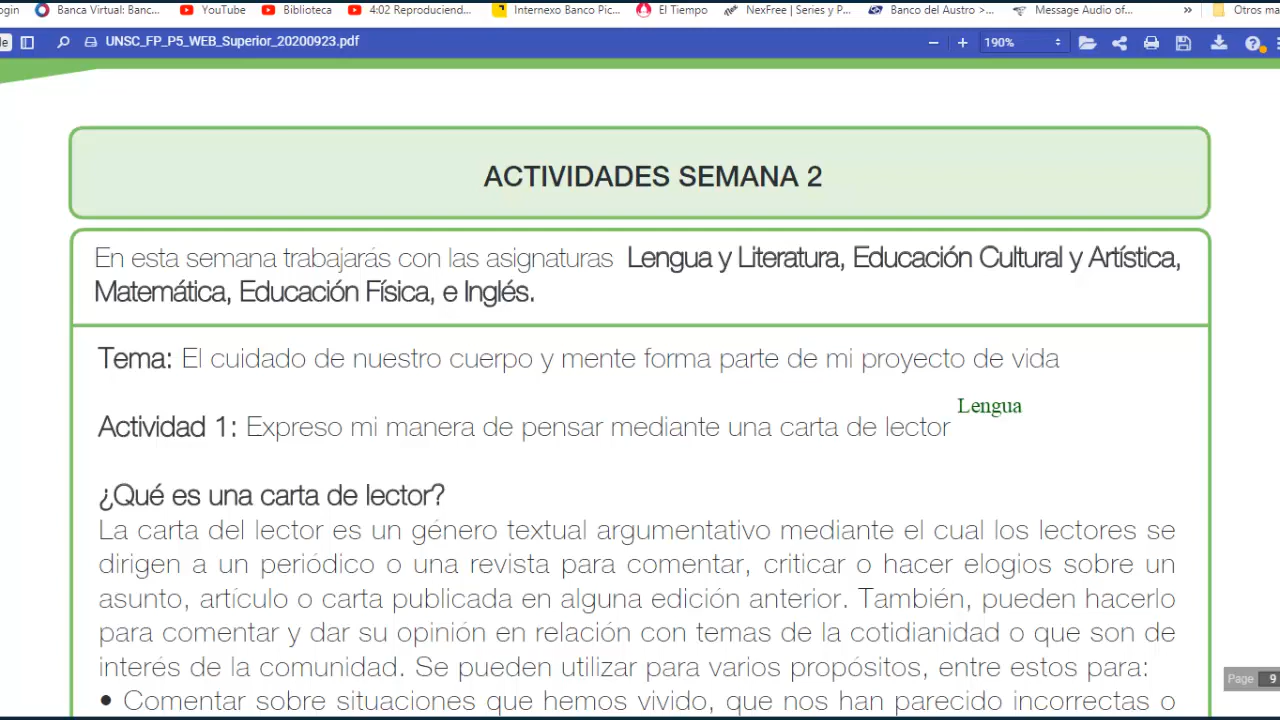 ogin Banca Virtual: Banc... YouTube Biblioteca 4:02 Reproduciend... Internexo Banco Pic... El Tiempo NexFree | Series y P... Banco del Austro >... Message Audio of... » Otros ma
UNSC_FP_P5_WEB_Superior_20200923.pdf − + 190%
ACTIVIDADES SEMANA 2
En esta semana trabajarás con las asignaturas Lengua y Literatura, Educación Cultural y Artística,
Matemática, Educación Física, e Inglés.
Tema: El cuidado de nuestro cuerpo y mente forma parte de mi proyecto de vida
Lengua
Actividad 1: Expreso mi manera de pensar mediante una carta de lector
¿Qué es una carta de lector?
La carta del lector es un género textual argumentativo mediante el cual los lectores se
dirigen a un periódico o una revista para comentar, criticar o hacer elogios sobre un
asunto, artículo o carta publicada en alguna edición anterior. También, pueden hacerlo
para comentar y dar su opinión en relación con temas de la cotidianidad o que son de
interés de la comunidad. Se pueden utilizar para varios propósitos, entre estos para:
Page 9
• Comentar sobre situaciones que hemos vivido, que nos han parecido incorrectas o